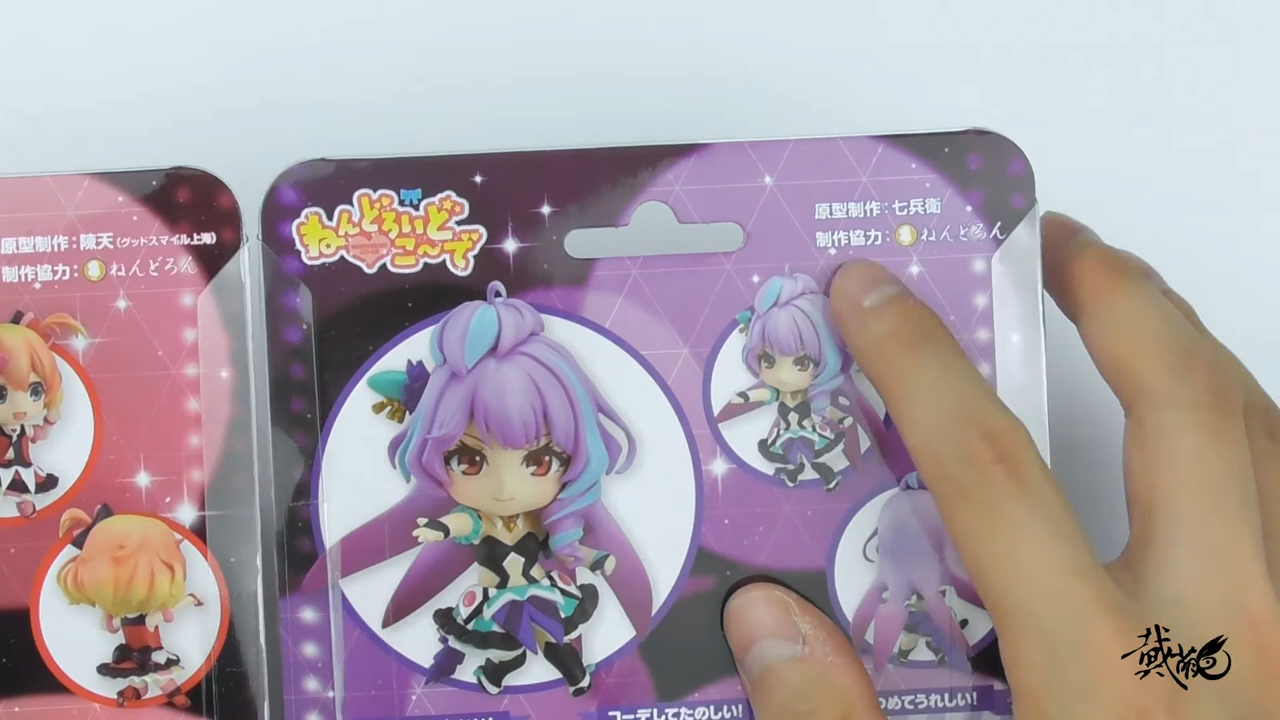 原型制作：陳天（グッドスマイル上海）
制作協力：ねんどろん
ねんどろいど
こ〜で
原型制作：七兵衛
制作協力：ねんどろん
コーデしてたのしい！
つめてうれしい！
戴萌